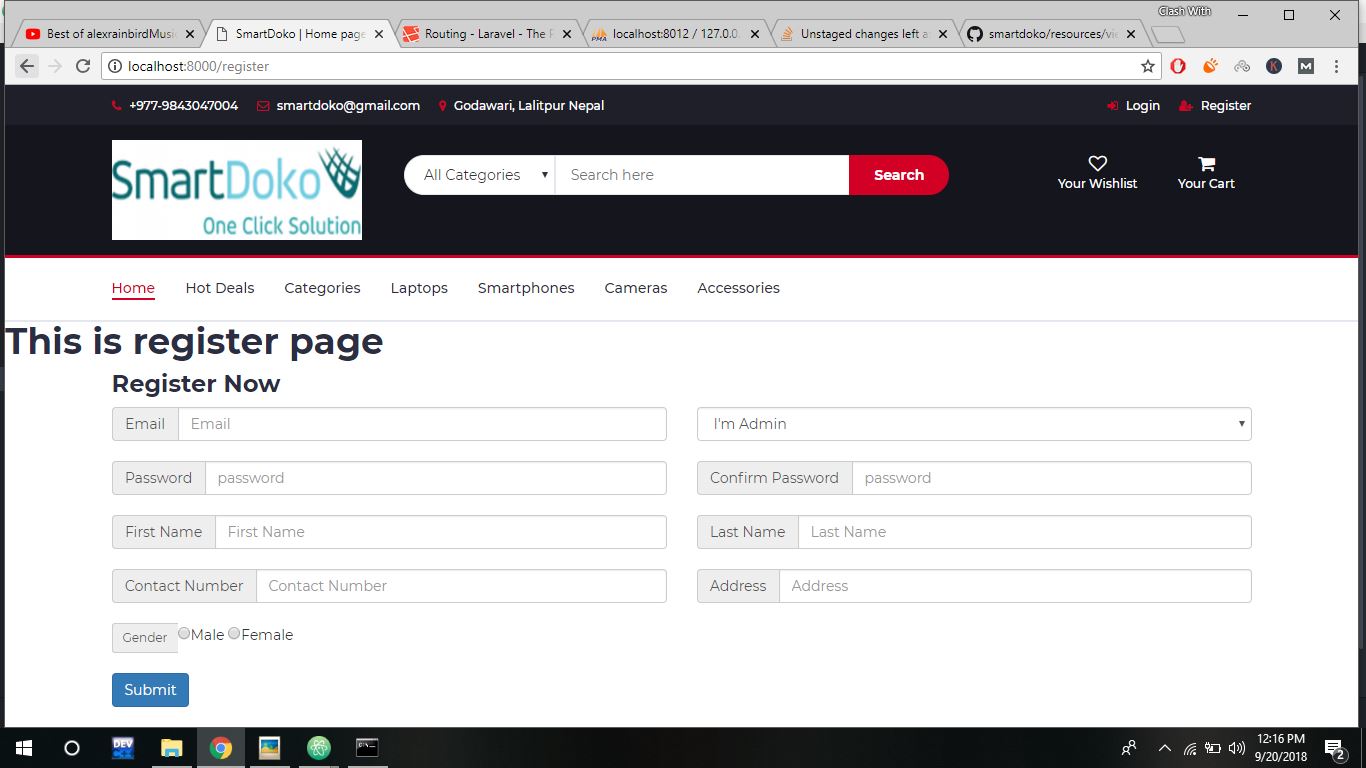 Clash With
Best of alexrainbirdMusi
SmartDoko | Home page
Routing - Laravel - The P
localhost:8012 / 127.0.0.
Unstaged changes left a
smartdoko/resources/vie
localhost:8000/register
+977-9843047004 smartdoko@gmail.com Godawari, Lalitpur Nepal Login Register
SmartDoko
One Click Solution
All Categories Search here Search
Your Wishlist Your Cart
Home Hot Deals Categories Laptops Smartphones Cameras Accessories
This is register page
Register Now
Email Email I'm Admin
Password password Confirm Password password
First Name First Name Last Name Last Name
Contact Number Contact Number Address Address
Gender Male Female
Submit
DEV
12:16 PM
9/20/2018
2